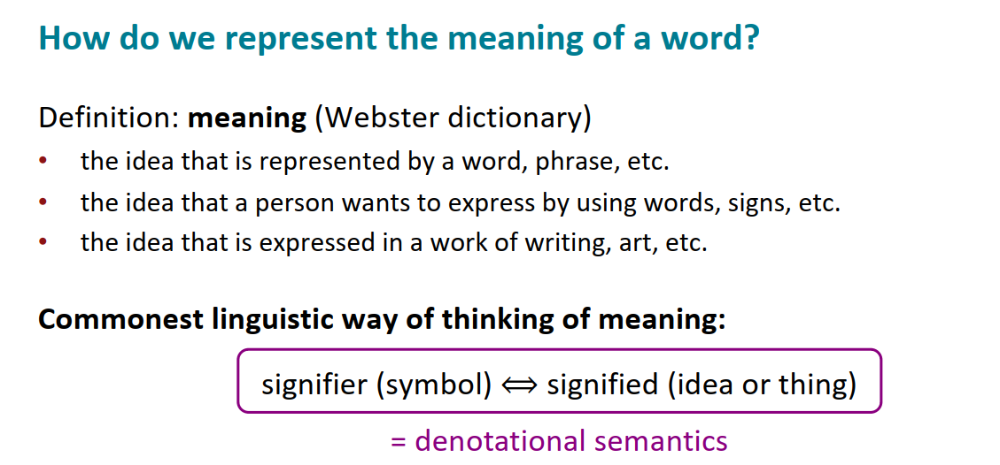 How do we represent the meaning of a word?
Definition: meaning (Webster dictionary)
• the idea that is represented by a word, phrase, etc.
• the idea that a person wants to express by using words, signs, etc.
• the idea that is expressed in a work of writing, art, etc.
Commonest linguistic way of thinking of meaning:
signifier (symbol) ⟺ signified (idea or thing)
= denotational semantics